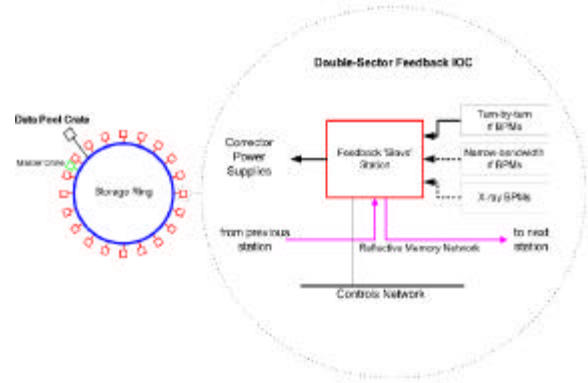 Double-Sector Feedback IOC
Data Pool Crate
Master Crate
Storage Ring
Corrector
Power
Supplies
Feedback 'Slave'
Station
Turn-by-turn
rf BPMs
Narrow-bandwidth
rf BPMs
X-ray BPMs
from previous
station
Reflective Memory Network
to next
station
Controls Network